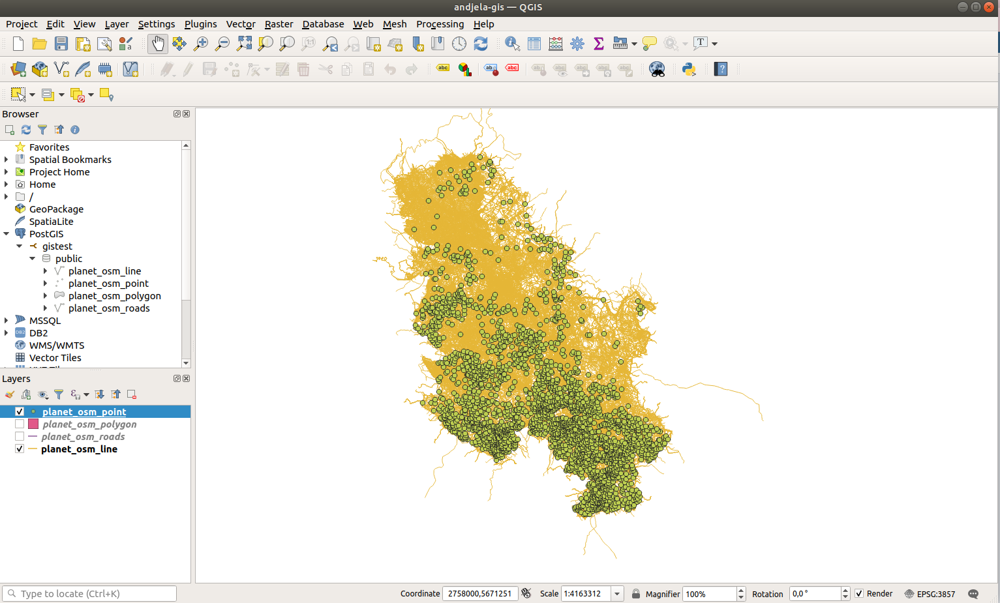 andjela-gis — QGIS
Project Edit View Layer Settings Plugins Vector Raster Database Web Mesh Processing Help
Browser
Favorites
Spatial Bookmarks
Project Home
Home
/
GeoPackage
SpatiaLite
PostGIS
gistest
public
planet_osm_line
planet_osm_point
planet_osm_polygon
planet_osm_roads
MSSQL
DB2
WMS/WMTS
Vector Tiles
Layers
planet_osm_point
planet_osm_polygon
planet_osm_roads
planet_osm_line
Type to locate (Ctrl+K) Coordinate 2758000,5671251 Scale 1:4163312 Magnifier 100% Rotation 0,0 ° Render EPSG:3857